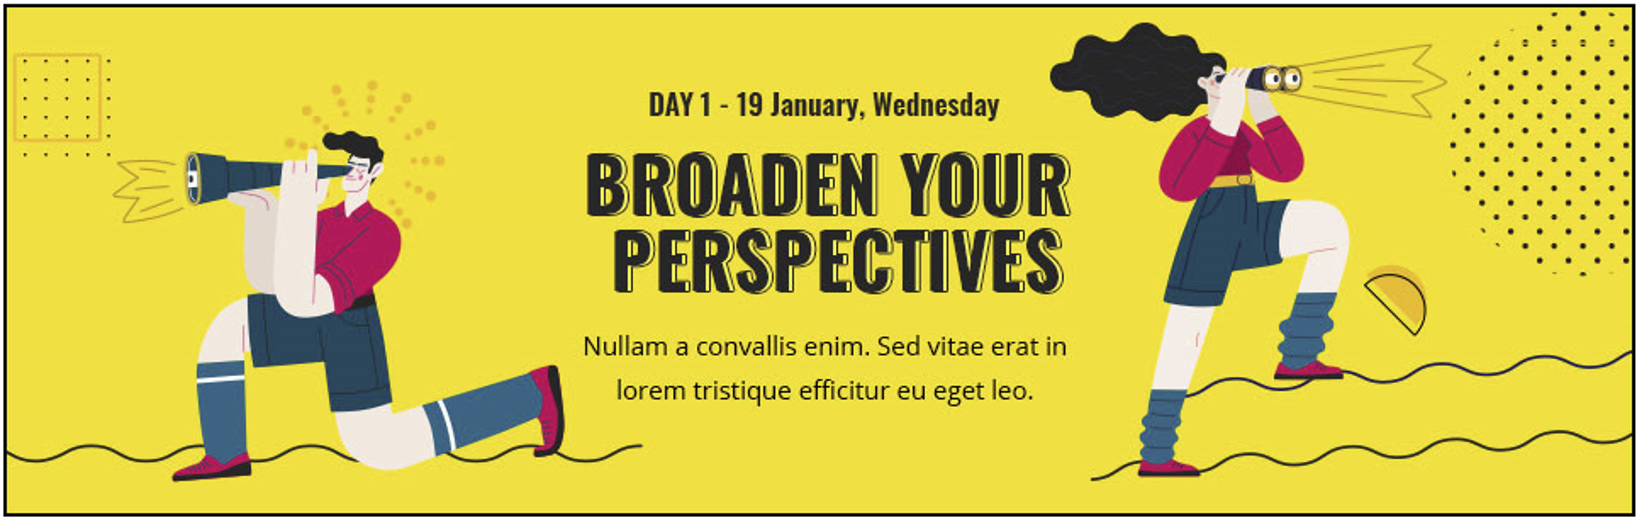 DAY 1 - 19 January, Wednesday
BROADEN YOUR
PERSPECTIVES
Nullam a convallis enim. Sed vitae erat in
lorem tristique efficitur eu eget leo.